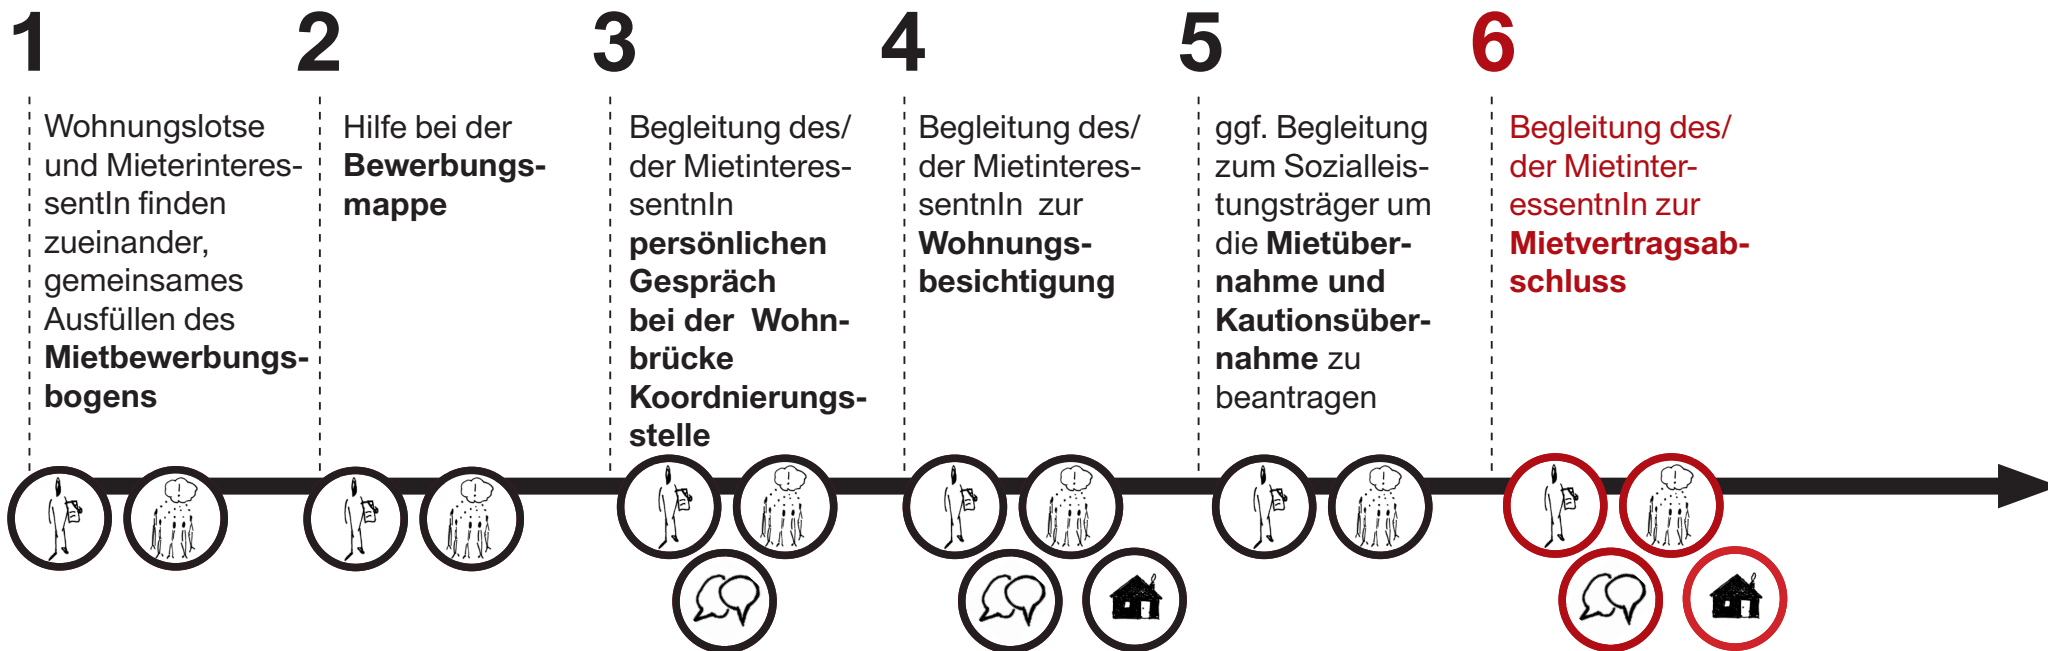 1
Wohnungslotse
und Mieterinteres-
sentIn finden
zueinander,
gemeinsames
Ausfüllen des
Mietbewerbungs-
bogens
2
Hilfe bei der
Bewerbungs-
mappe
3
Begleitung des/
der Mietinteres-
sentnIn
persönlichen
Gespräch
bei der Wohn-
brücke
Koordnierungs-
stelle
4
Begleitung des/
der Mietinteres-
sentnIn zur
Wohnungs-
besichtigung
5
ggf. Begleitung
zum Sozialleis-
tungsträger um
die Mietüber-
nahme und
Kautionsüber-
nahme zu
beantragen
6
Begleitung des/
der Mietinter-
essentnIn zur
Mietvertragsab-
schluss